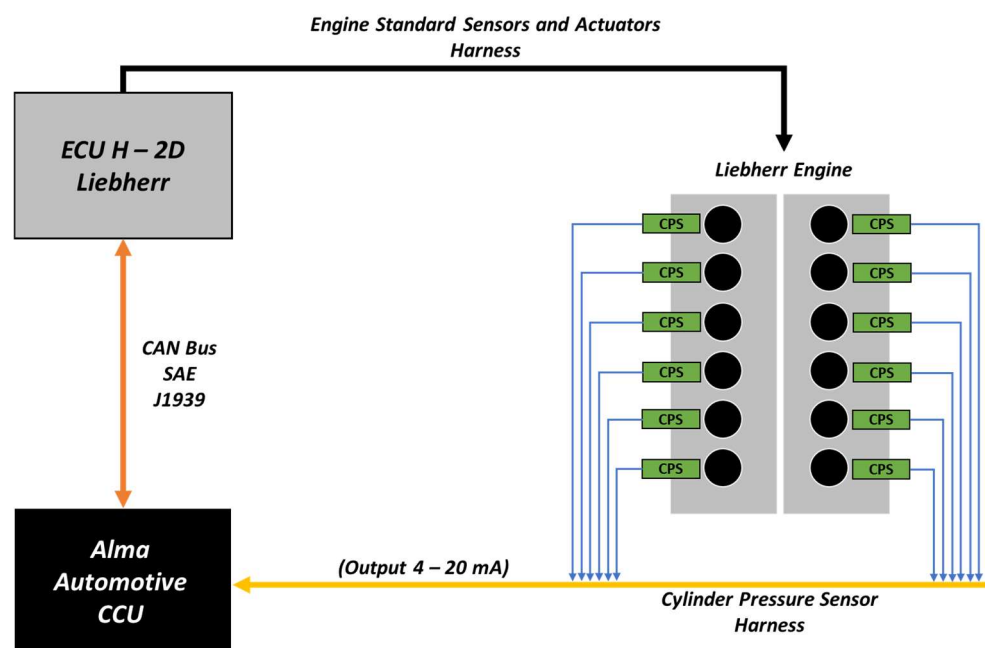 Engine Standard Sensors and Actuators
Harness
ECU H – 2D
Liebherr
Liebherr Engine
CPS CPS
CPS CPS
CPS CPS
CPS CPS
CPS CPS
CPS CPS
CAN Bus
SAE
J1939
Alma
Automotive
CCU
(Output 4 – 20 mA)
Cylinder Pressure Sensor
Harness